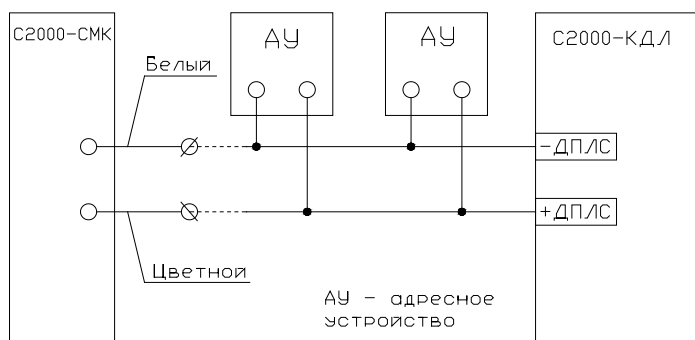 С2000-СМК
АУ
АУ
С2000-КДЛ
Белый
-ДПЛС
+ДПЛС
Цветной
АУ - адресное
устройство